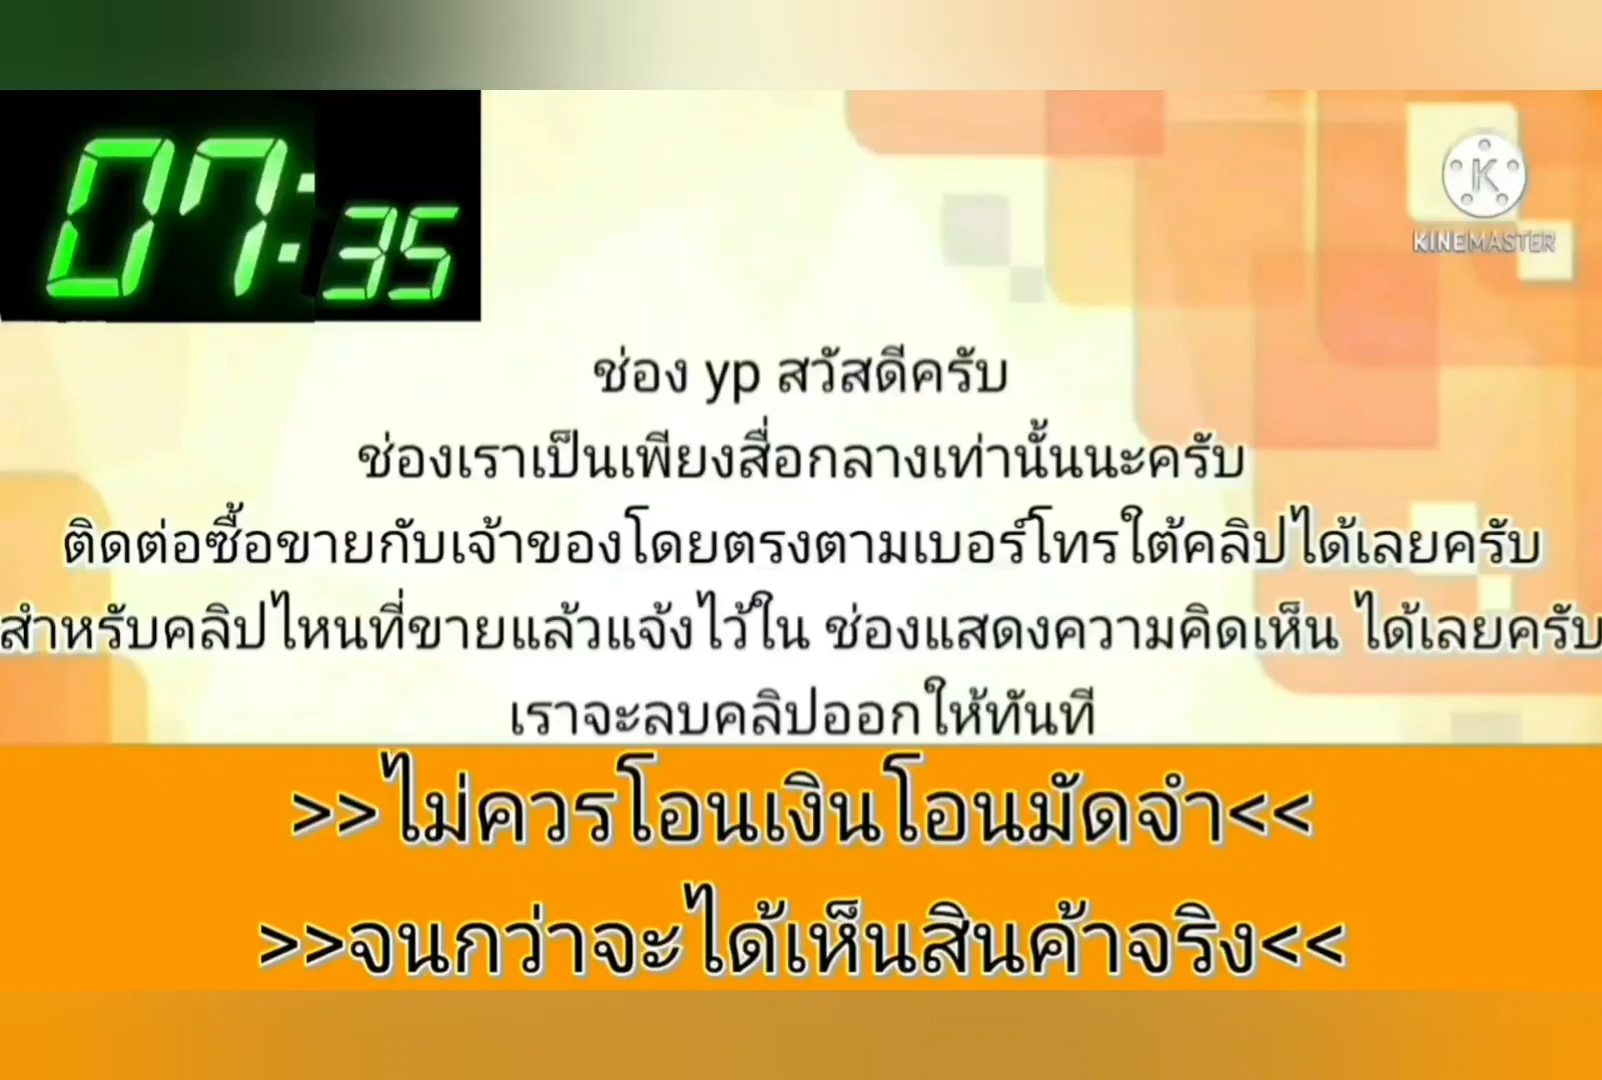 07:35
KINEMASTER
ช่อง yp สวัสดีครับ
ช่องเราเป็นเพียงสื่อกลางเท่านั้นนะครับ
ติดต่อซื้อขายกับเจ้าของโดยตรงตามเบอร์โทรใต้คลิปได้เลยครับ
สำหรับคลิปไหนที่ขายแล้วแจ้งไว้ใน ช่องแสดงความคิดเห็น ได้เลยครับ
เราจะลบคลิปออกให้ทันที
>>ไม่ควรโอนเงินโอนมัดจำ<<
>>จนกว่าจะได้เห็นสินค้าจริง<<